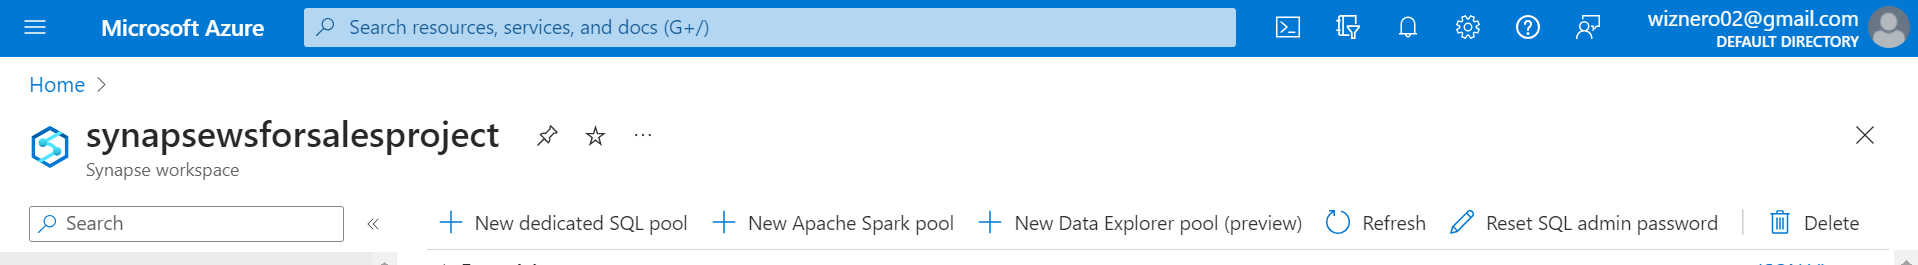 Microsoft Azure
Search resources, services, and docs (G+/)
wiznero02@gmail.com
DEFAULT DIRECTORY
Home
synapsewsforsalesproject
Synapse workspace
Search
New dedicated SQL pool
New Apache Spark pool
New Data Explorer pool (preview)
Refresh
Reset SQL admin password
Delete